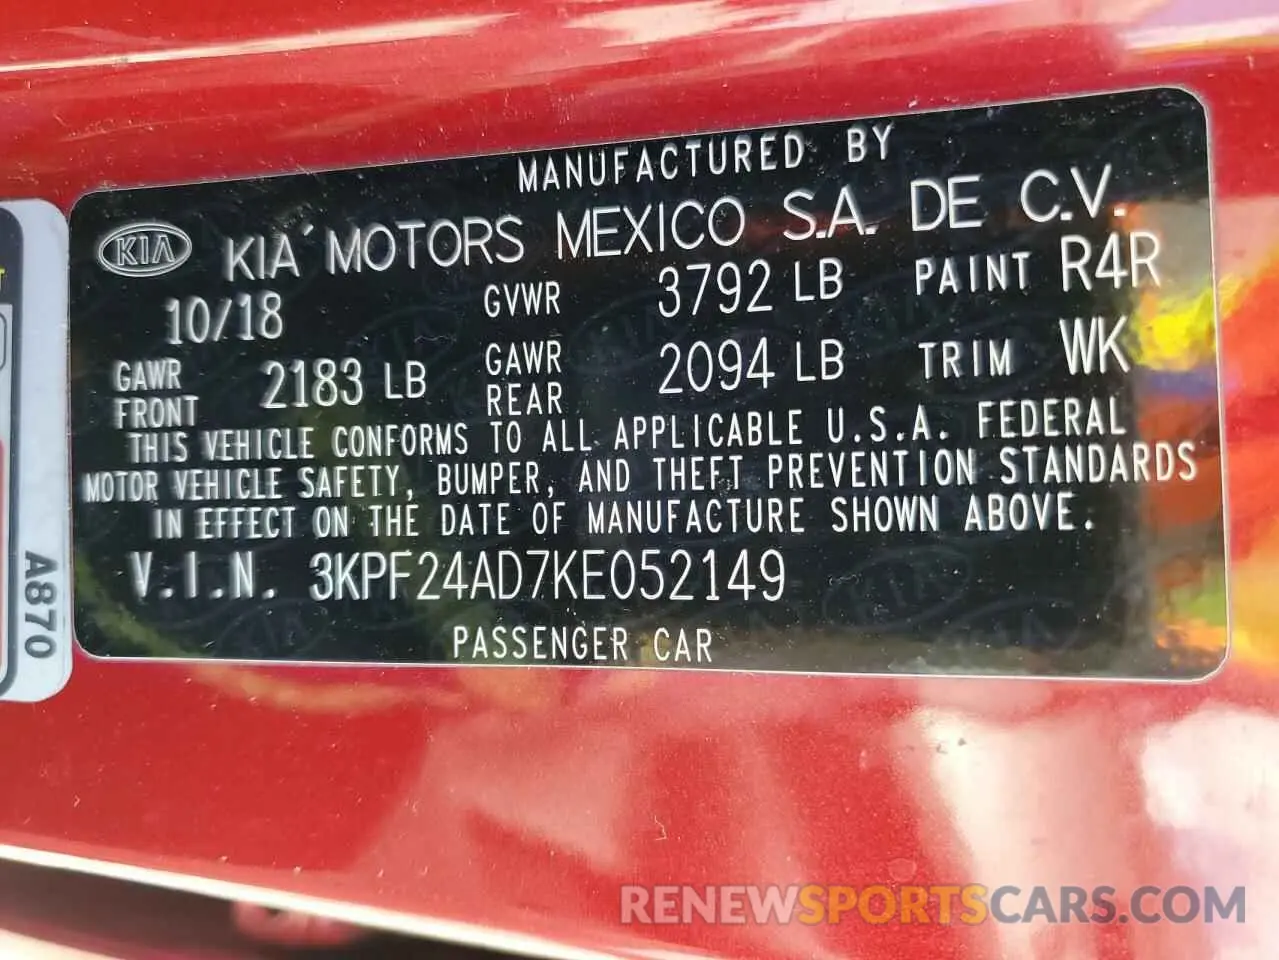 MANUFACTURED BY
KIA KIA MOTORS MEXICO S.A. DE C.V.
10/18 GVWR 3792 LB PAINT R4R
GAWR FRONT 2183 LB GAWR REAR 2094 LB TRIM WK
THIS VEHICLE CONFORMS TO ALL APPLICABLE U.S.A. FEDERAL
MOTOR VEHICLE SAFETY, BUMPER, AND THEFT PREVENTION STANDARDS
IN EFFECT ON THE DATE OF MANUFACTURE SHOWN ABOVE.
V.I.N. 3KPF24AD7KE052149
PASSENGER CAR
A870
RENEWSPORTSCARS.COM